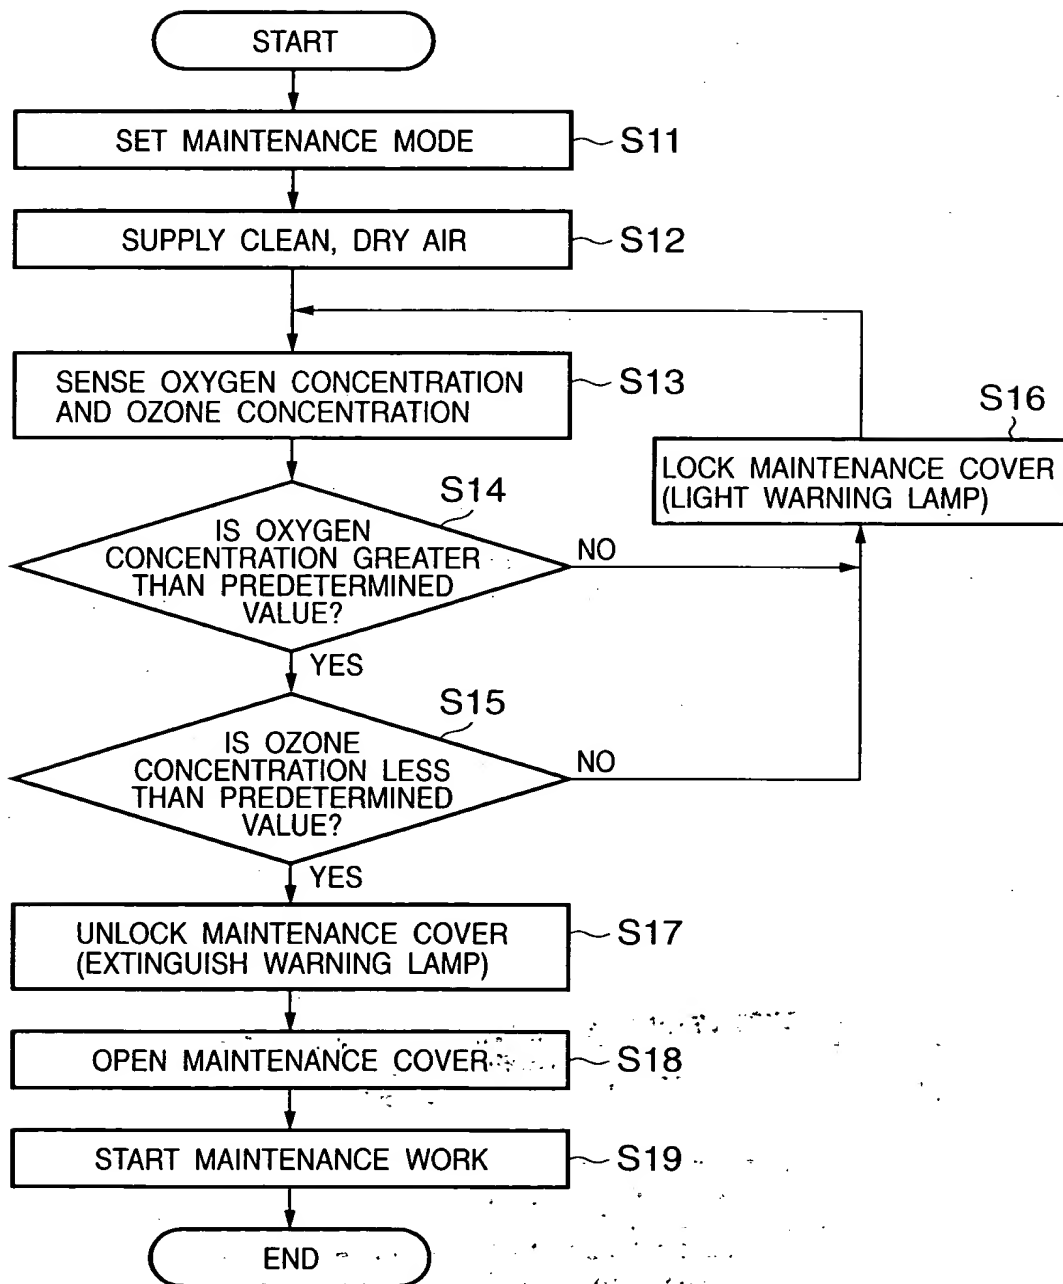 START
SET MAINTENANCE MODE
S11
SUPPLY CLEAN, DRY AIR
S12
SENSE OXYGEN CONCENTRATION
AND OZONE CONCENTRATION
S13
S16
LOCK MAINTENANCE COVER
(LIGHT WARNING LAMP)
S14
IS OXYGEN
CONCENTRATION GREATER
THAN PREDETERMINED
VALUE?
NO
YES
S15
IS OZONE
CONCENTRATION LESS
THAN PREDETERMINED
VALUE?
NO
YES
UNLOCK MAINTENANCE COVER
(EXTINGUISH WARNING LAMP)
S17
OPEN MAINTENANCE COVER
S18
START MAINTENANCE WORK
S19
END